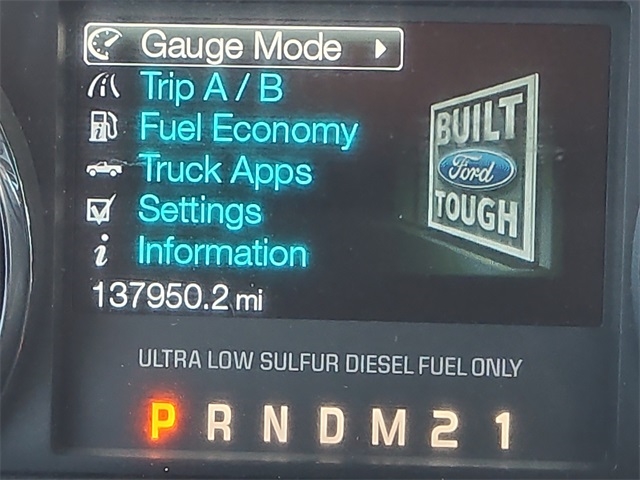 Gauge Mode
Trip A / B
Fuel Economy
Truck Apps
Settings
Information
137950.2 mi
BUILT
Ford
TOUGH
ULTRA LOW SULFUR DIESEL FUEL ONLY
P R N D M 2 1